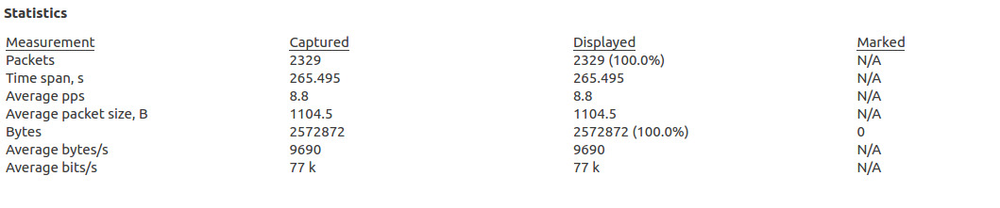 Statistics
Measurement Captured Displayed Marked
Packets 2329 2329 (100.0%) N/A
Time span, s 265.495 265.495 N/A
Average pps 8.8 8.8 N/A
Average packet size, B 1104.5 1104.5 N/A
Bytes 2572872 2572872 (100.0%) 0
Average bytes/s 9690 9690 N/A
Average bits/s 77 k 77 k N/A